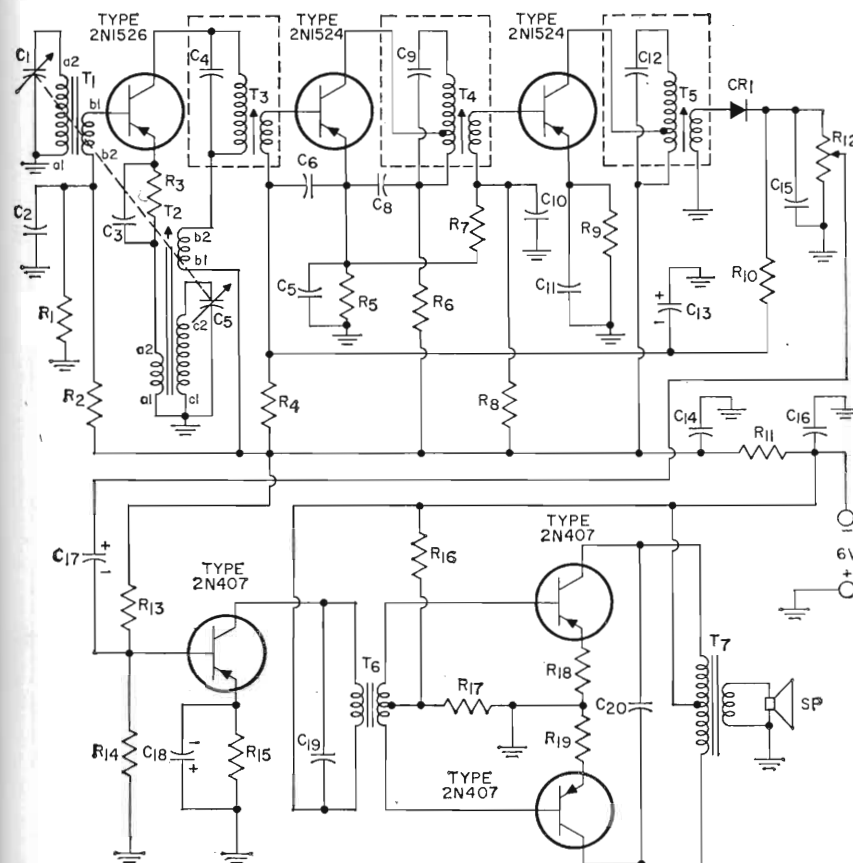 TYPE
2N1526
TYPE
2N1524
TYPE
2N1524
C1
a2
T1
b1
a1
b2
C4
T3
C9
T4
C12
T5
CR1
R12
C2
R3
C3
T2
b2
b1
C6
C8
R7
C10
R9
C15
R1
C5
c2
C5
R5
R6
C11
C13
+
-
R10
a2
a1
c1
R2
R4
R8
C14
R11
C16
C17
+
-
R13
TYPE
2N407
R16
TYPE
2N407
6V
+
R14
C18
-
+
R15
C19
T6
R17
R18
R19
C20
T7
SP
TYPE
2N407